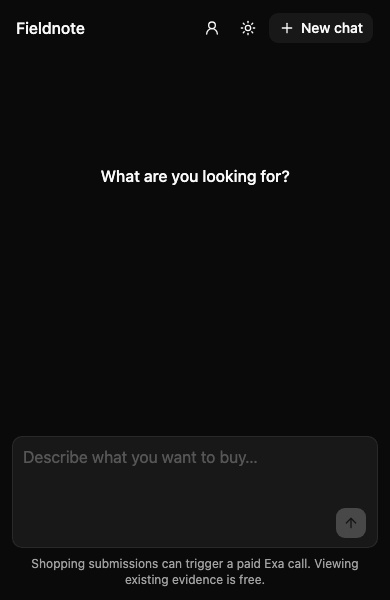 Fieldnote
New chat
What are you looking for?
Describe what you want to buy...
Shopping submissions can trigger a paid Exa call. Viewing
existing evidence is free.